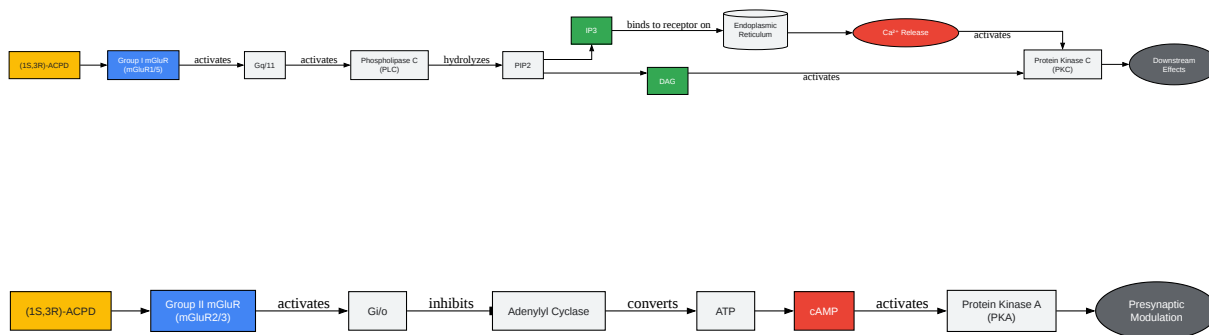 IP3
binds to receptor on
Endoplasmic
Reticulum
Ca²⁺ Release
activates
(1S,3R)-ACPD
Group I mGluR
(mGluR1/5)
activates
Gq/11
activates
Phospholipase C
(PLC)
hydrolyzes
PIP2
DAG
activates
Protein Kinase C
(PKC)
Downstream
Effects
(1S,3R)-ACPD
Group II mGluR
(mGluR2/3)
activates
Gi/o
inhibits
Adenylyl Cyclase
converts
ATP
cAMP
activates
Protein Kinase A
(PKA)
Presynaptic
Modulation